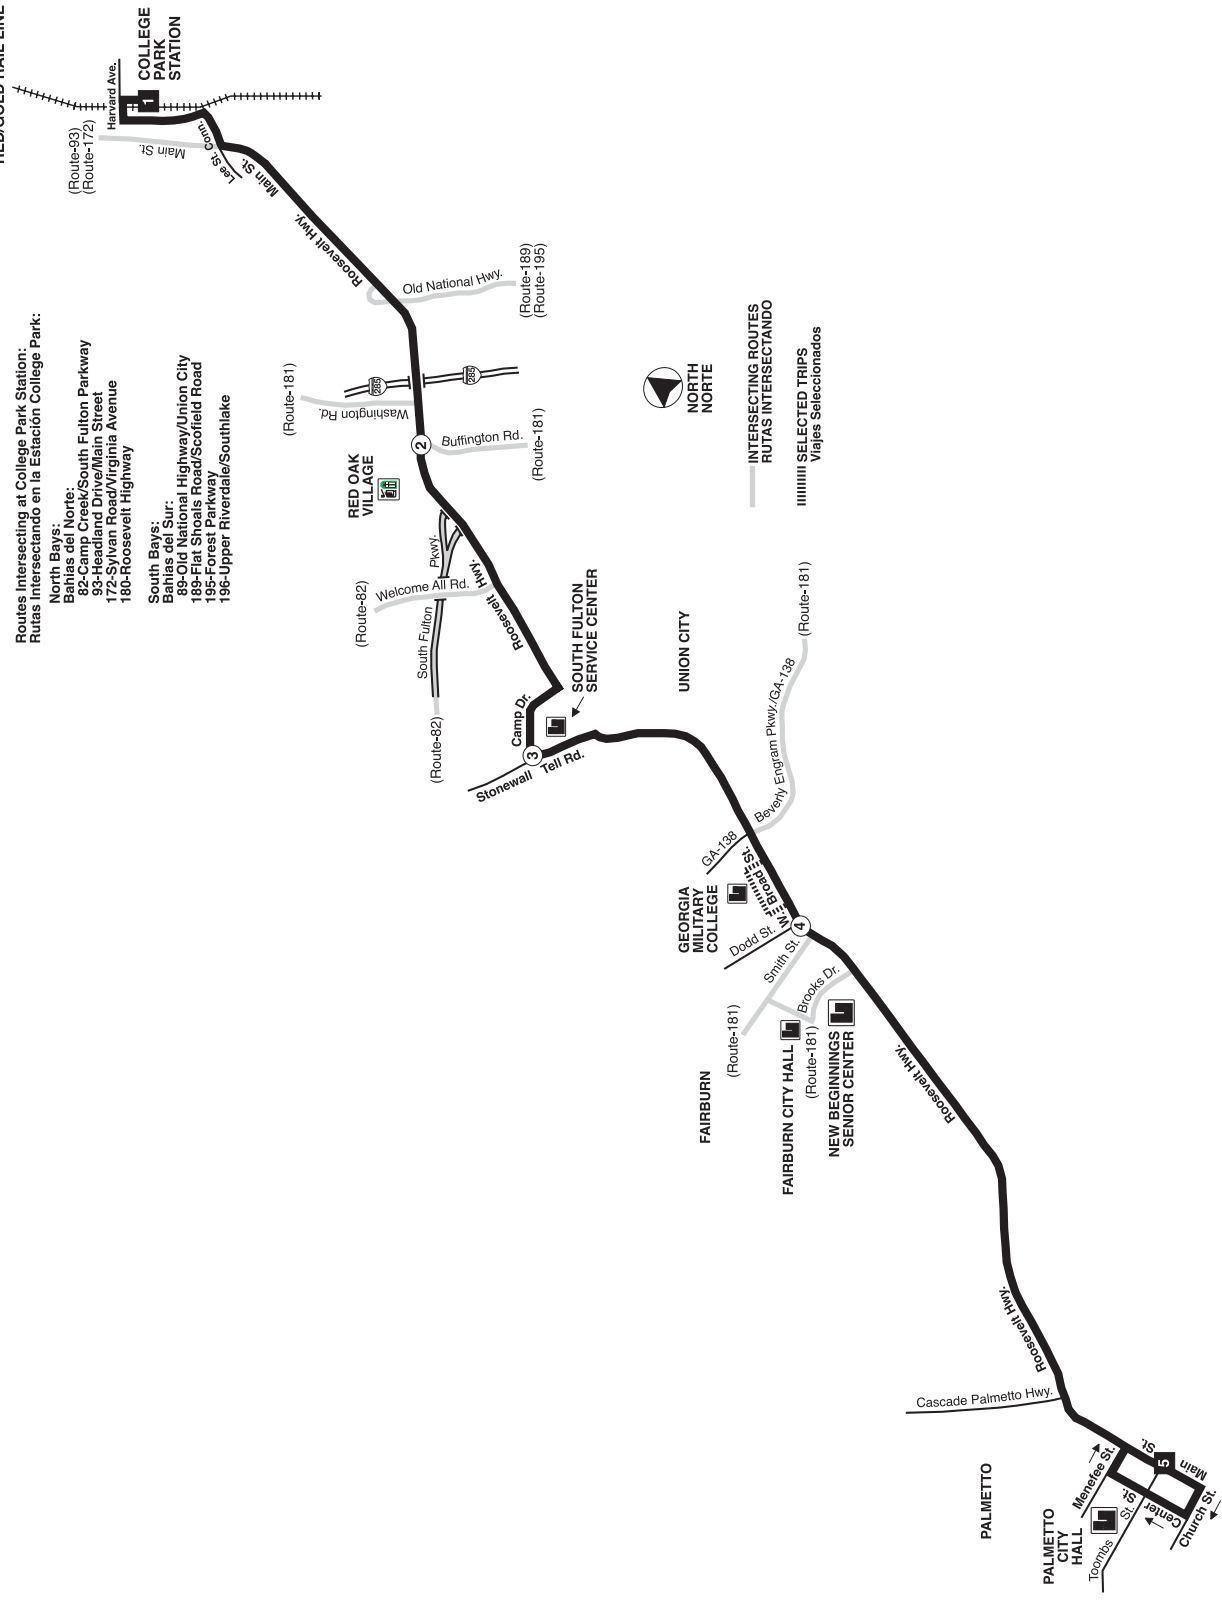 RED/GOLD RAIL LINE
Harvard Ave.
COLLEGE
PARK
STATION
1
(Route-93)
(Route-172)
Main St.
Lee St. Conn.
Main St.
Roosevelt Hwy.
Old National Hwy.
(Route-189)
(Route-195)
Routes Intersecting at College Park Station:
Rutas Intersectando en la Estación College Park:
North Bays:
Bahias del Norte:
82-Camp Creek/South Fulton Parkway
93-Headland Drive/Main Street
172-Sylvan Road/Virginia Avenue
180-Roosevelt Highway
South Bays:
Bahias del Sur:
89-Old National Highway/Union City
189-Flat Shoals Road/Scofield Road
195-Forest Parkway
196-Upper Riverdale/Southlake
(Route-181)
Washington Rd.
285
285
2
Buffington Rd.
(Route-181)
RED OAK
VILLAGE
(Route-82)
Welcome All Rd.
South Fulton
Pkwy.
(Route-82)
Roosevelt
Hwy.
SOUTH FULTON
SERVICE CENTER
Camp Dr.
3
Stonewall
Tell Rd.
NORTH
NORTE
INTERSECTING ROUTES
RUTAS INTERSECTANDO
SELECTED TRIPS
Viajes Seleccionados
UNION CITY
Beverly Engram Pkwy./GA-138
(Route-181)
GA-138
GEORGIA
MILITARY
COLLEGE
W. Broad St.
4
Dodd St.
Smith St.
Brooks Dr.
(Route-181)
FAIRBURN
FAIRBURN CITY HALL
(Route-181)
NEW BEGINNINGS
SENIOR CENTER
Roosevelt Hwy.
Roosevelt Hwy.
Cascade Palmetto Hwy.
PALMETTO
PALMETTO
CITY
HALL
Menefee St.
Main
St.
5
Center
St.
Toombs
St.
Church St.